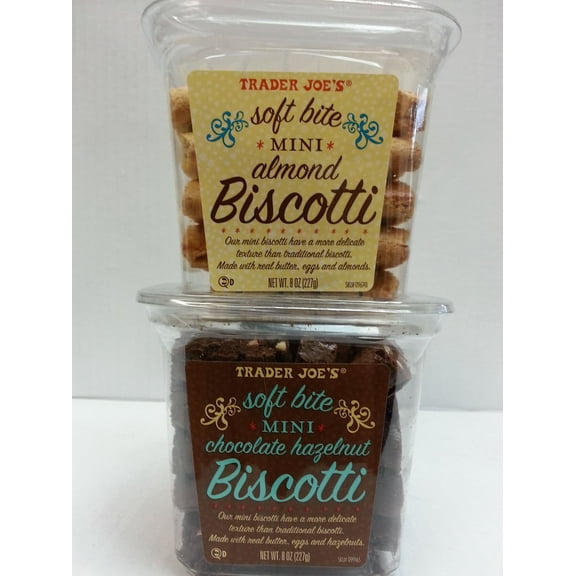 TRADER JOE'S®
soft bite
* MINI *
almond
Biscotti
Our mini biscotti have a more delicate
texture than traditional biscotti.
Made with real butter, eggs and almonds.
D NET WT. 8 OZ (227g)
TRADER JOE'S®
soft bite
* MINI *
chocolate hazelnut
Biscotti
Our mini biscotti have a more delicate
texture than traditional biscotti.
Made with real butter, eggs and hazelnuts.
D NET WT. 8 OZ (227g)